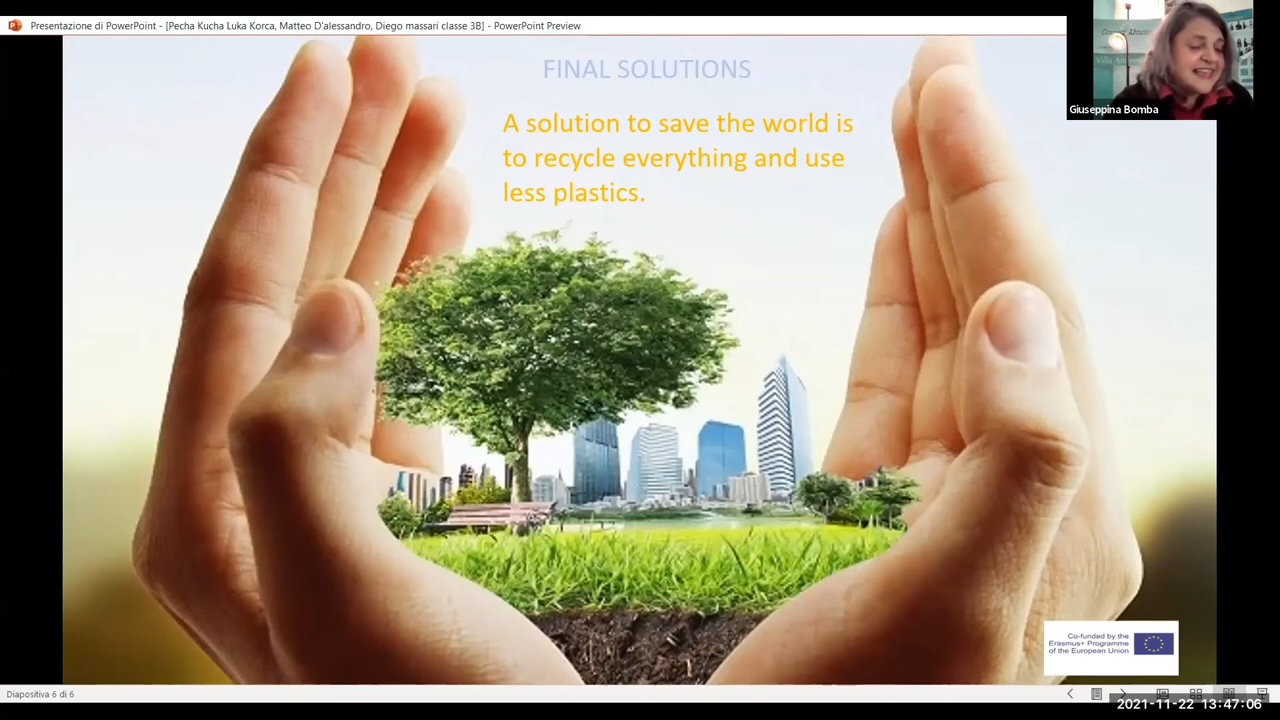 Presentazione di PowerPoint - [Pecha Kucha Luka Korca, Matteo D'alessandro, Diego massari classe 3B] - PowerPoint Preview
Giuseppina Bomba
FINAL SOLUTIONS
A solution to save the world is
to recycle everything and use
less plastics.
Co-funded by the
Erasmus+ Programme
of the European Union
Diapositiva 6 di 6
2021-11-22 13:47:06